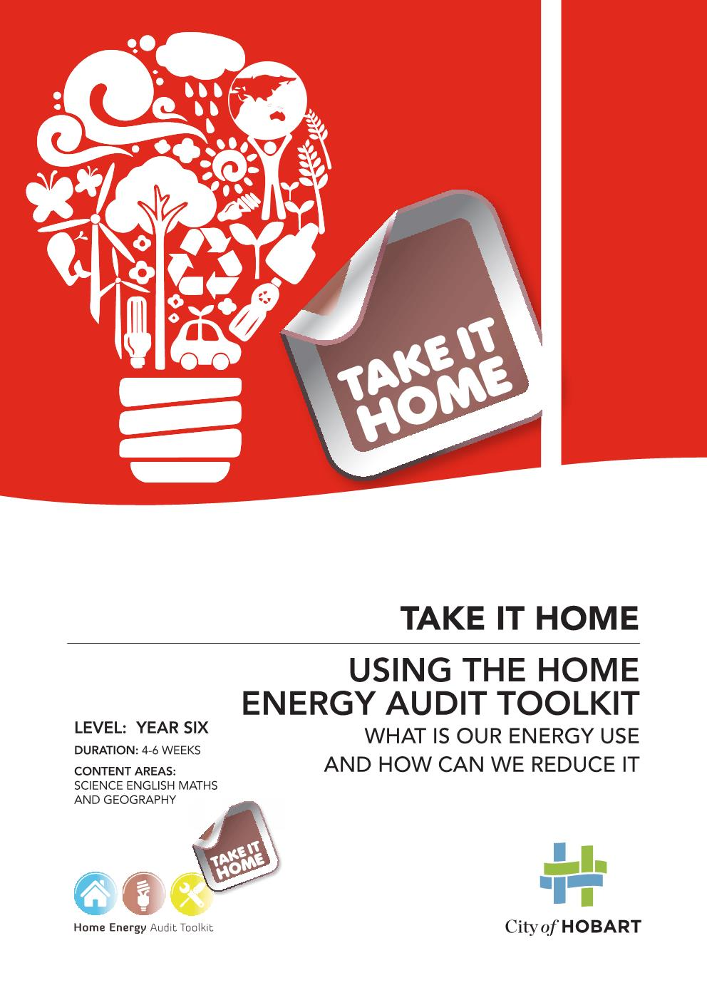 TAKE IT
HOME
TAKE IT HOME
USING THE HOME
ENERGY AUDIT TOOLKIT
WHAT IS OUR ENERGY USE
AND HOW CAN WE REDUCE IT
LEVEL: YEAR SIX
DURATION: 4-6 WEEKS
CONTENT AREAS:
SCIENCE ENGLISH MATHS
AND GEOGRAPHY
TAKE IT
HOME
Home Energy Audit Toolkit
City of HOBART